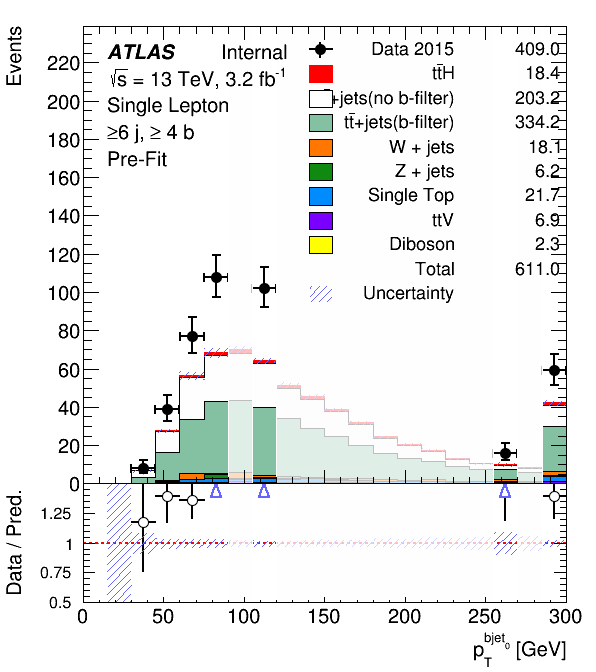 Events
ATLAS Internal
√s = 13 TeV, 3.2 fb⁻¹
Single Lepton
≥6 j, ≥ 4 b
Pre-Fit
Data 2015 409.0
tt̄H 18.4
+jets(no b-filter) 203.2
tt̄+jets(b-filter) 334.2
W + jets 18.1
Z + jets 6.2
Single Top 21.7
ttV 6.9
Diboson 2.3
Total 611.0
Uncertainty
220
200
180
160
140
120
100
80
60
40
20
0
Data / Pred.
1.25
1
0.75
0.5
0 50 100 150 200 250 300
p_T^bjet₀ [GeV]